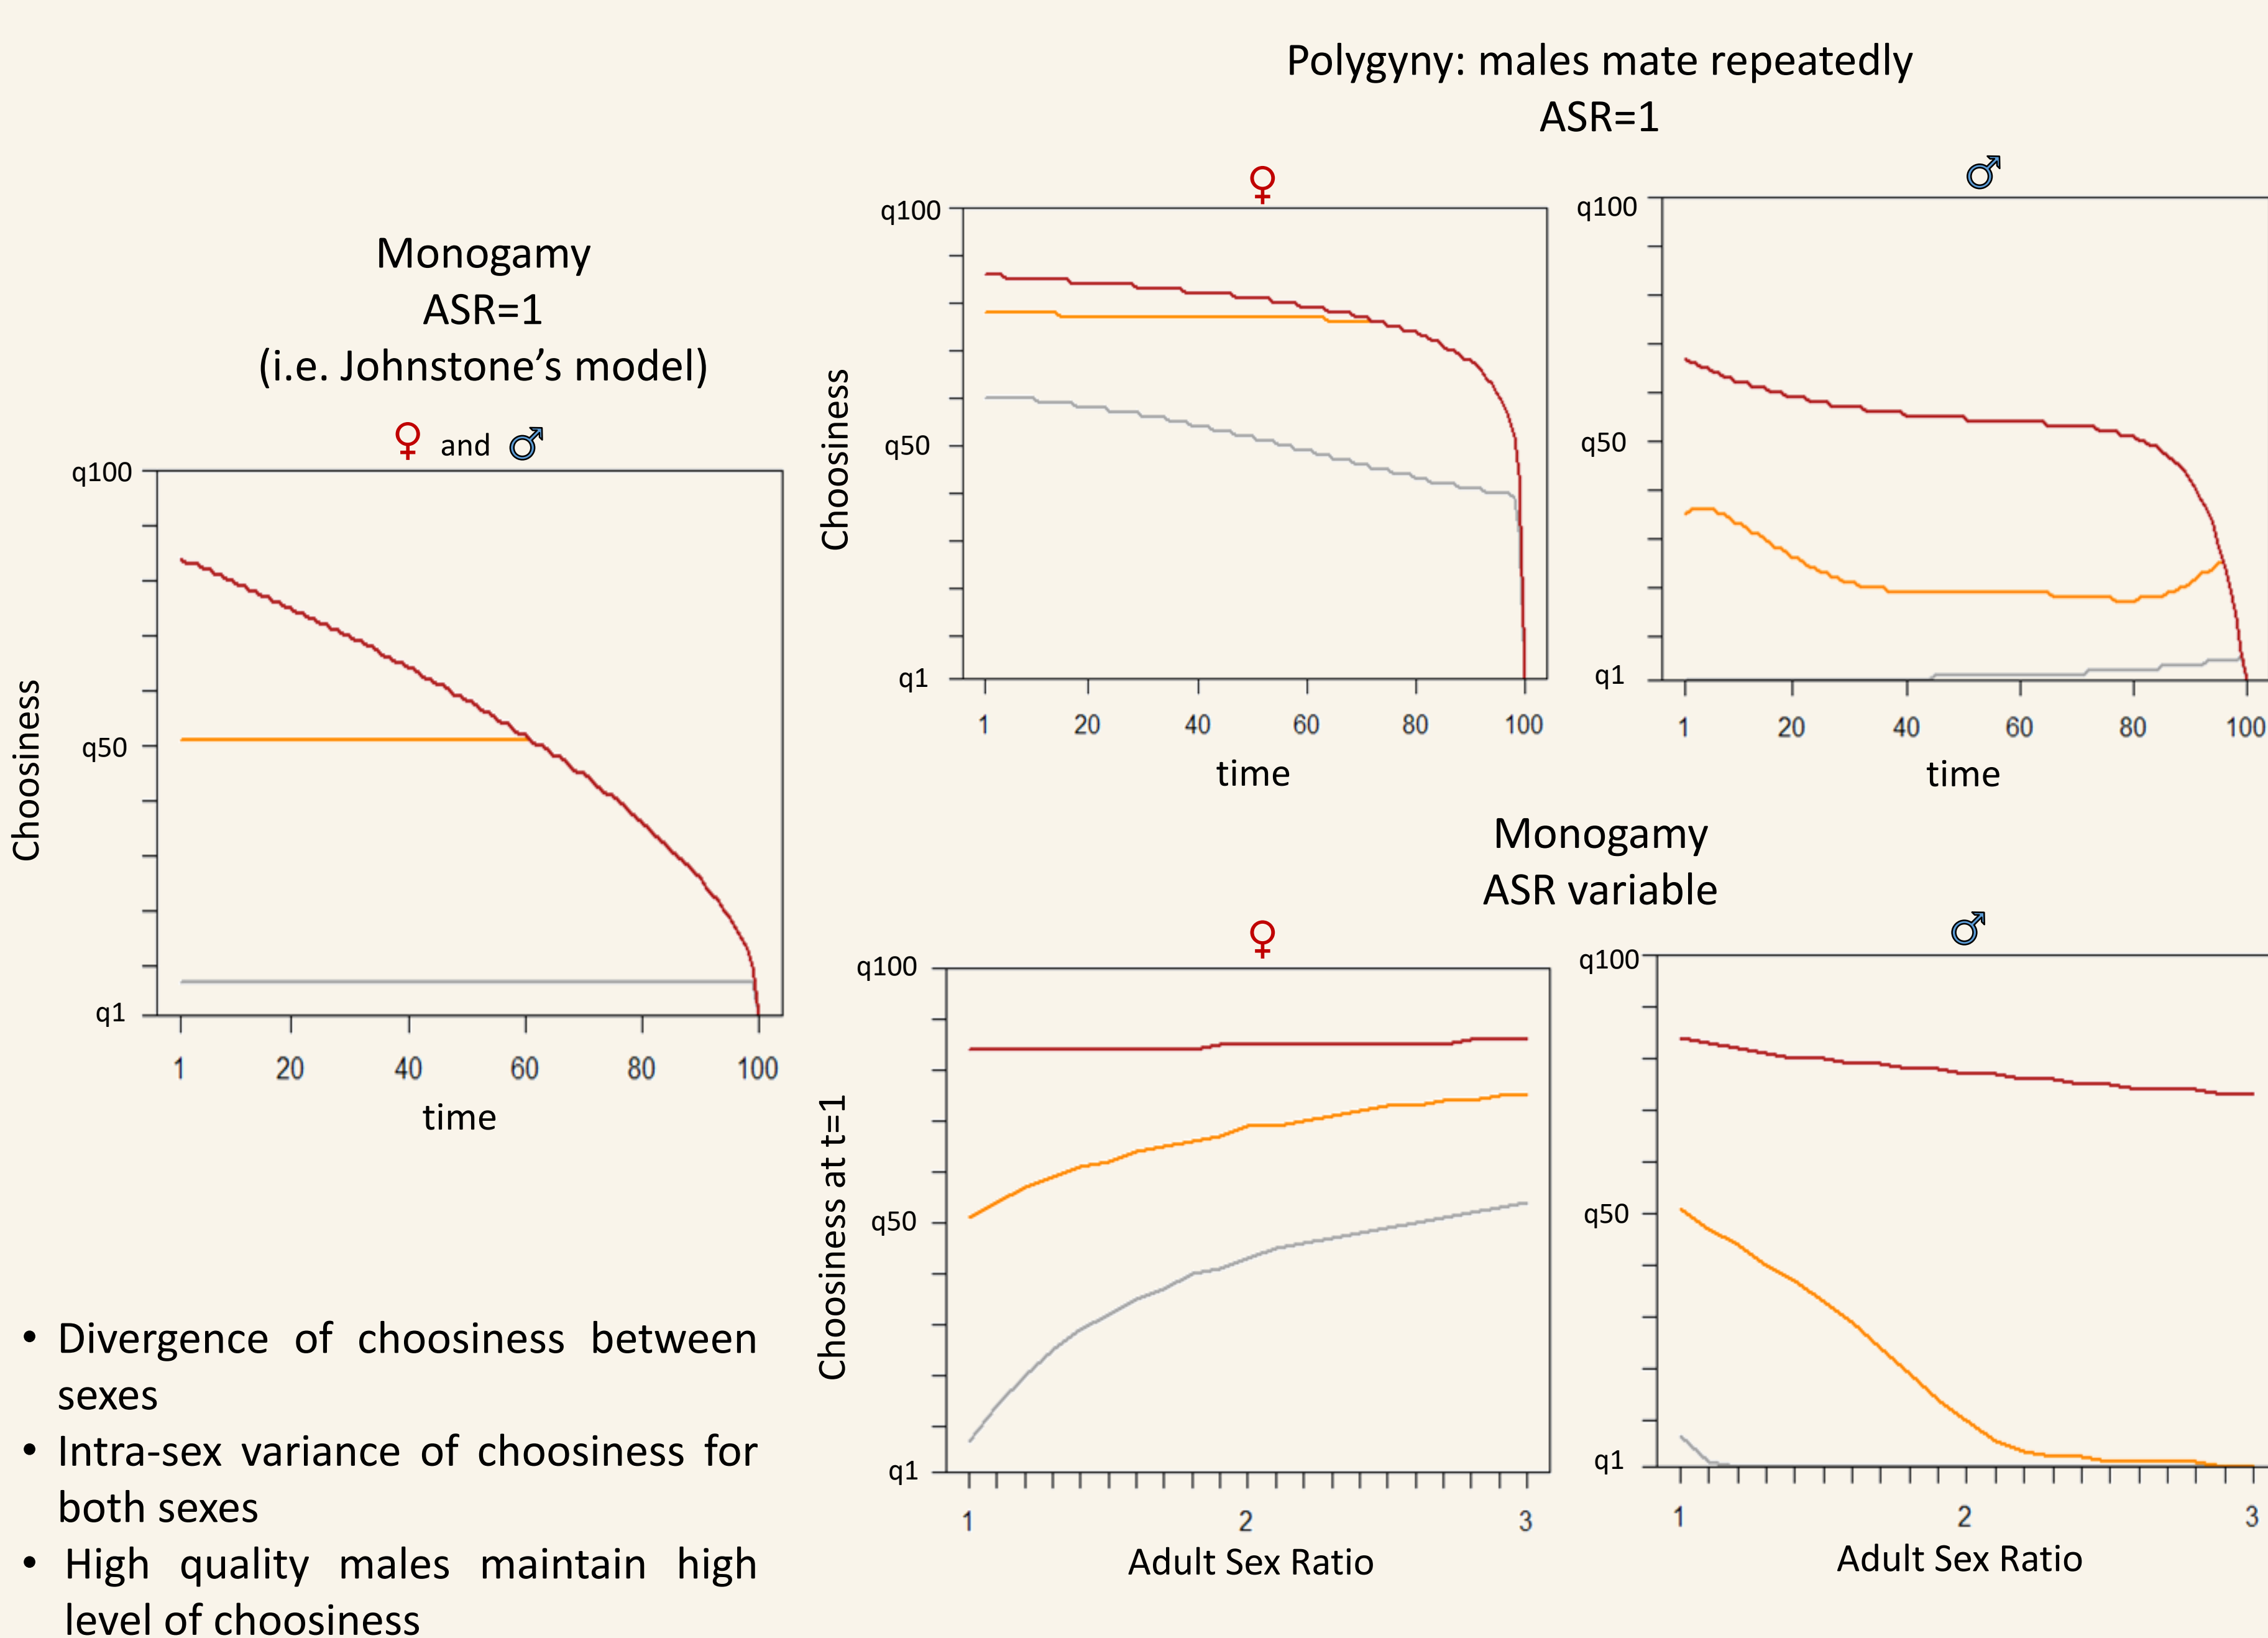 Polygyny: males mate repeatedly
ASR=1
Monogamy
ASR=1
(i.e. Johnstone’s model)
♀ and ♂
q100
q50
q1
Choosiness
1 20 40 60 80 100
time
♀
q100
q50
q1
Choosiness
1 20 40 60 80 100
time
♂
q100
q50
q1
1 20 40 60 80 100
time
Monogamy
ASR variable
♀
q100
q50
q1
Choosiness at t=1
1 2 3
Adult Sex Ratio
♂
q100
q50
q1
1 2 3
Adult Sex Ratio
• Divergence of choosiness between
sexes
• Intra-sex variance of choosiness for
both sexes
• High quality males maintain high
level of choosiness